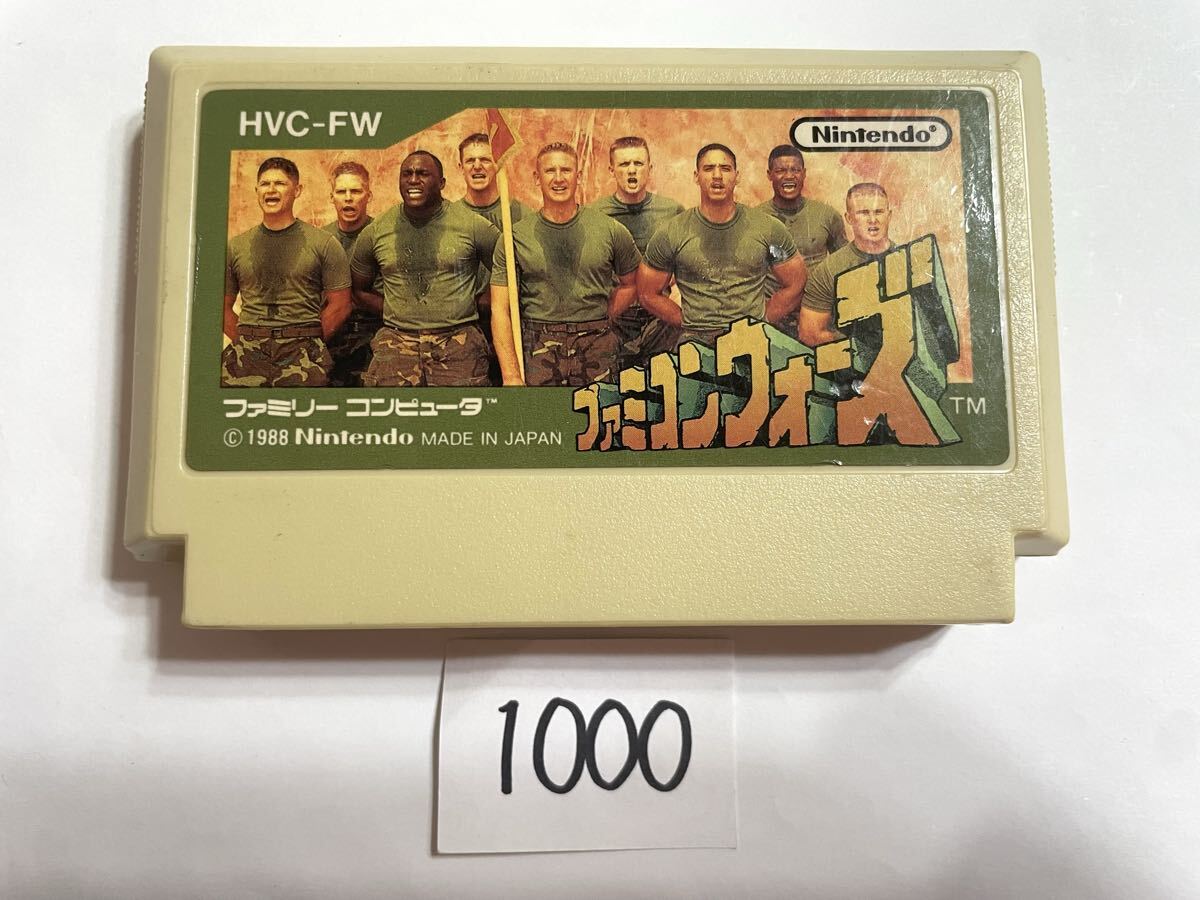 HVC-FW
Nintendo®
ファミコンウォーズ TM
ファミリー コンピュータ™
© 1988 Nintendo MADE IN JAPAN
1000